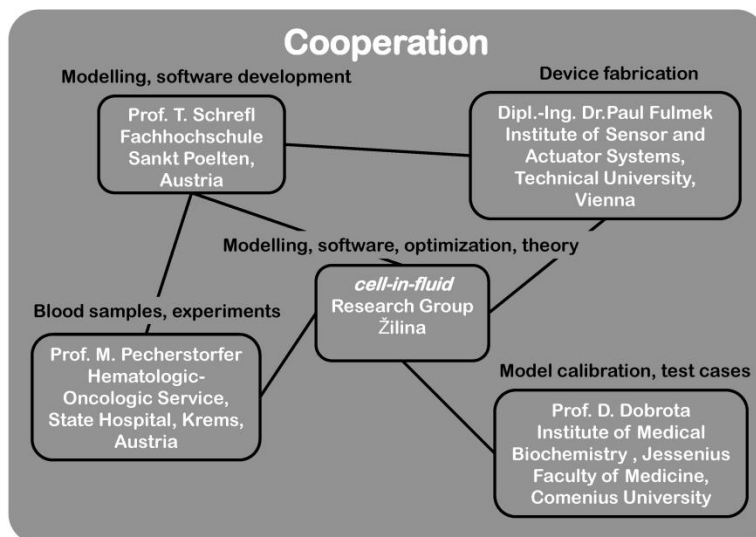 Cooperation
Modelling, software development
Prof. T. Schrefl
Fachhochschule
Sankt Poelten,
Austria
Device fabrication
Dipl.-Ing. Dr.Paul Fulmek
Institute of Sensor and
Actuator Systems,
Technical University,
Vienna
Modelling, software, optimization, theory
cell-in-fluid
Research Group
Žilina
Blood samples, experiments
Prof. M. Pecherstorfer
Hematologic-
Oncologic Service,
State Hospital, Krems,
Austria
Model calibration, test cases
Prof. D. Dobrota
Institute of Medical
Biochemistry , Jessenius
Faculty of Medicine,
Comenius University